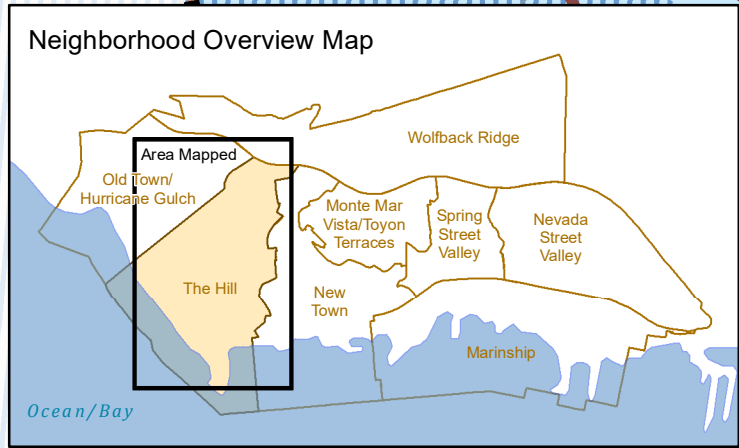 Neighborhood Overview Map
Wolfback Ridge
Area Mapped
Old Town/
Hurricane Gulch
Monte Mar
Vista/Toyon
Terraces
Spring
Street
Valley
Nevada
Street
Valley
The Hill
New
Town
Marinship
Ocean/Bay